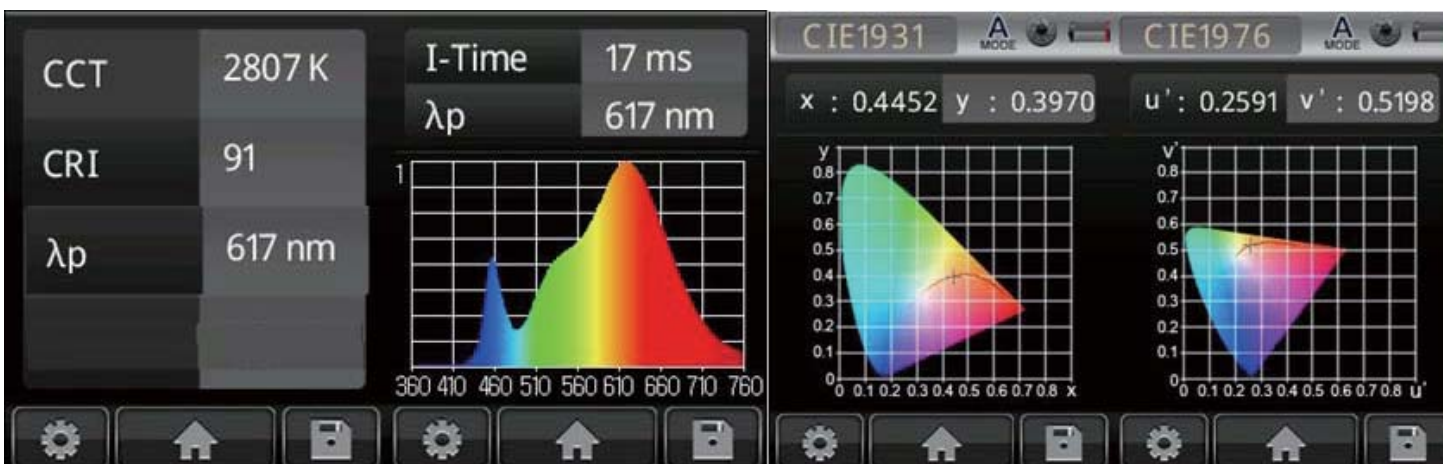 CCT 2807 K
CRI 91
λp 617 nm
I-Time 17 ms
λp 617 nm
1
360 410 460 510 560 610 660 710 760
CIE1931 A MODE
x : 0.4452 y : 0.3970
y
0.8
0.7
0.6
0.5
0.4
0.3
0.2
0.1
0
0 0.1 0.2 0.3 0.4 0.5 0.6 0.7 0.8 x
CIE1976 A MODE
u' : 0.2591 v' : 0.5198
v'
0.8
0.7
0.6
0.5
0.4
0.3
0.2
0.1
0
0 0.1 0.2 0.3 0.4 0.5 0.6 0.7 0.8 u'